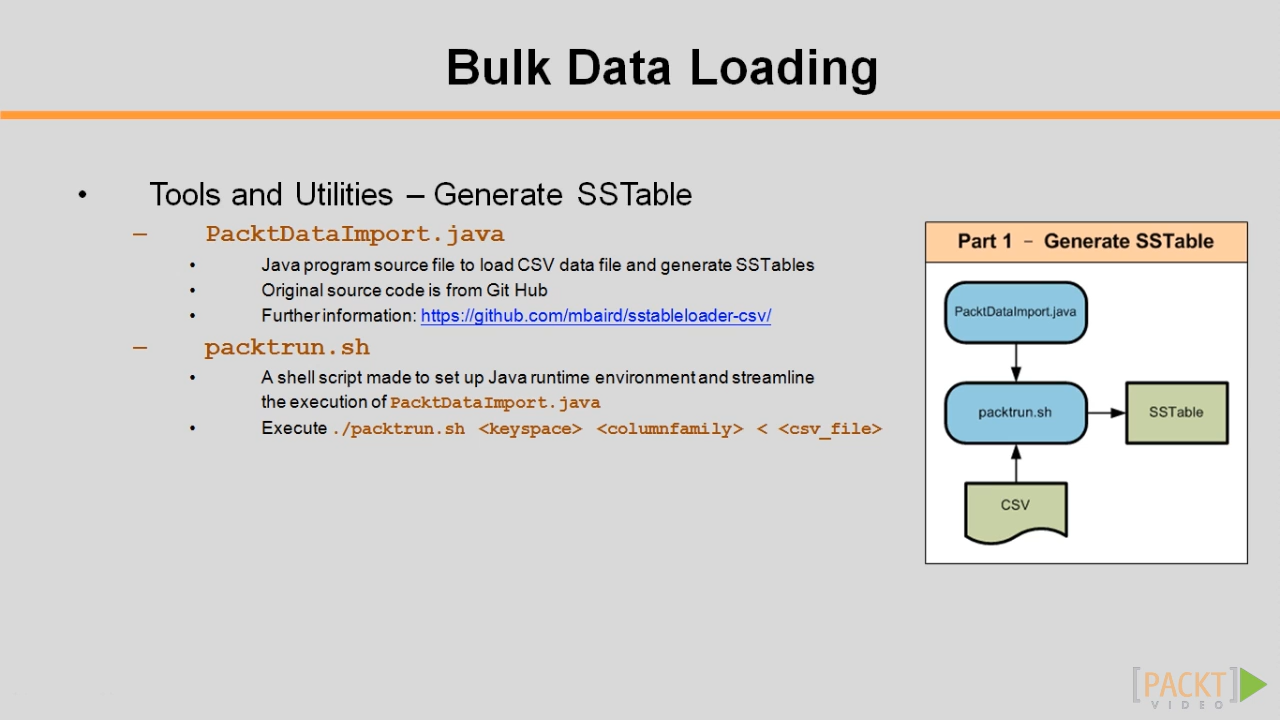 Bulk Data Loading
• Tools and Utilities – Generate SSTable
– PacktDataImport.java
• Java program source file to load CSV data file and generate SSTables
• Original source code is from Git Hub
• Further information: https://github.com/mbaird/sstableloader-csv/
– packtrun.sh
• A shell script made to set up Java runtime environment and streamline
the execution of PacktDataImport.java
• Execute ./packtrun.sh <keyspace> <columnfamily> < <csv_file>
Part 1 – Generate SSTable
PacktDataImport.java
packtrun.sh
SSTable
CSV
[PACKT]
VIDEO